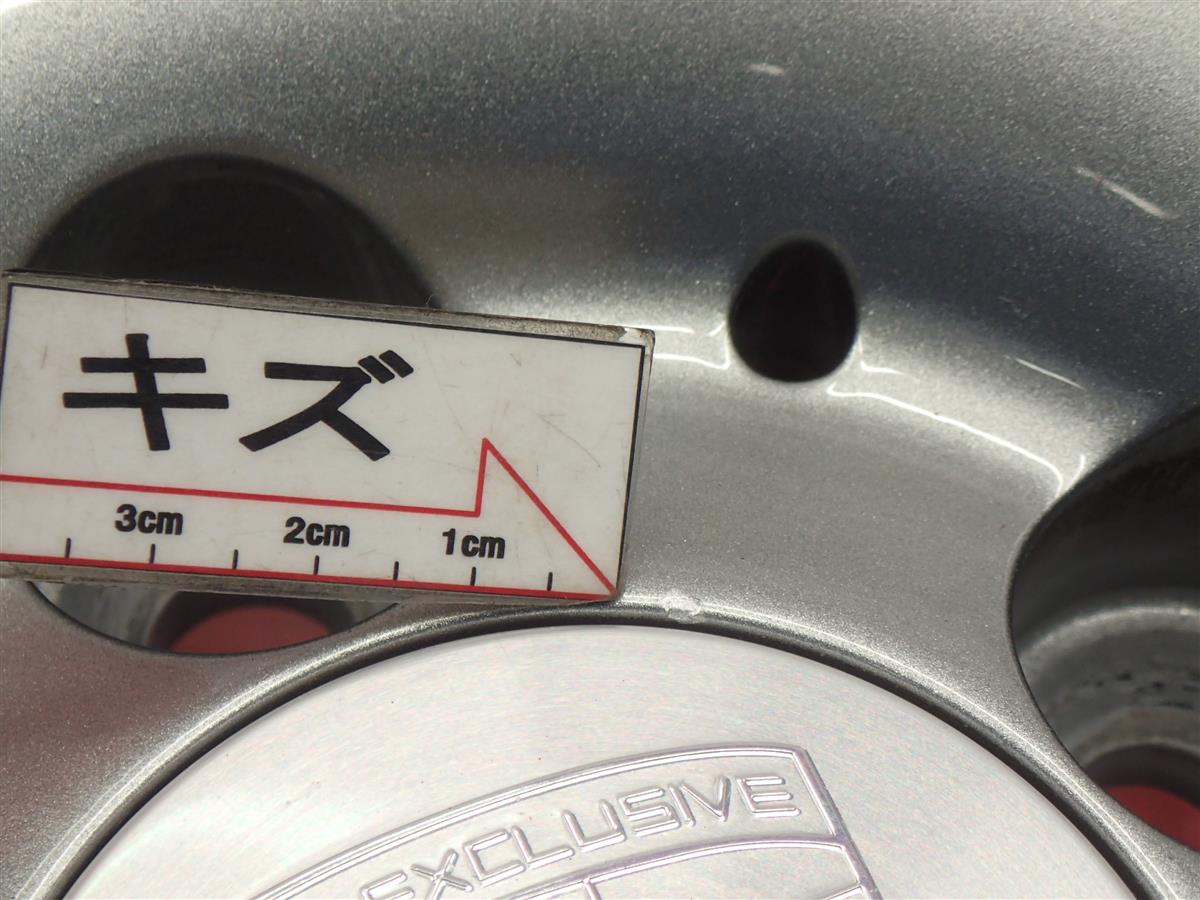 キズ
3cm 2cm 1cm
EXCLUSIVE